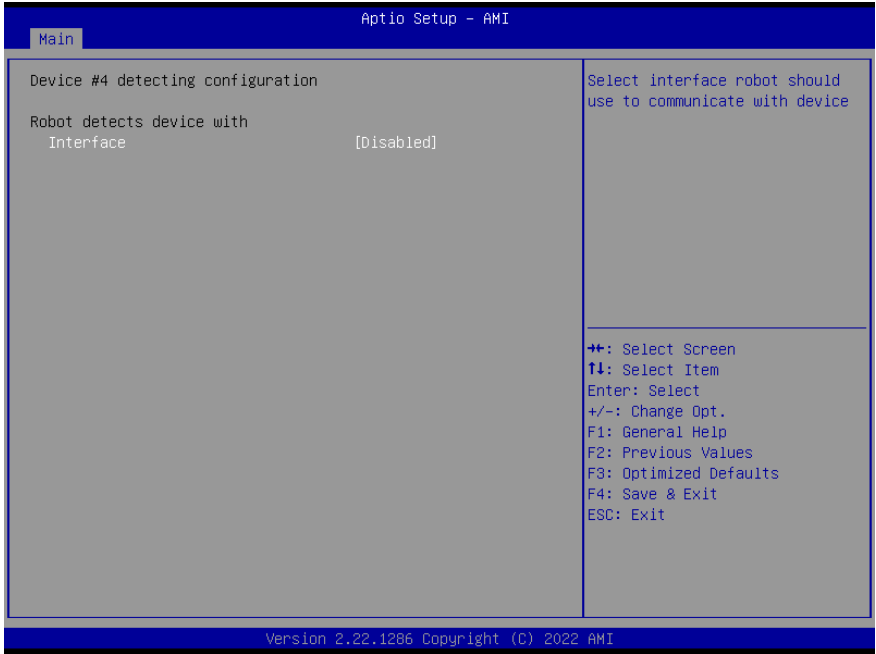 Aptio Setup – AMI
Main
Device #4 detecting configuration
Robot detects device with
Interface [Disabled]
Select interface robot should
use to communicate with device
→←: Select Screen
↑↓: Select Item
Enter: Select
+/-: Change Opt.
F1: General Help
F2: Previous Values
F3: Optimized Defaults
F4: Save & Exit
ESC: Exit
Version 2.22.1286 Copyright (C) 2022 AMI